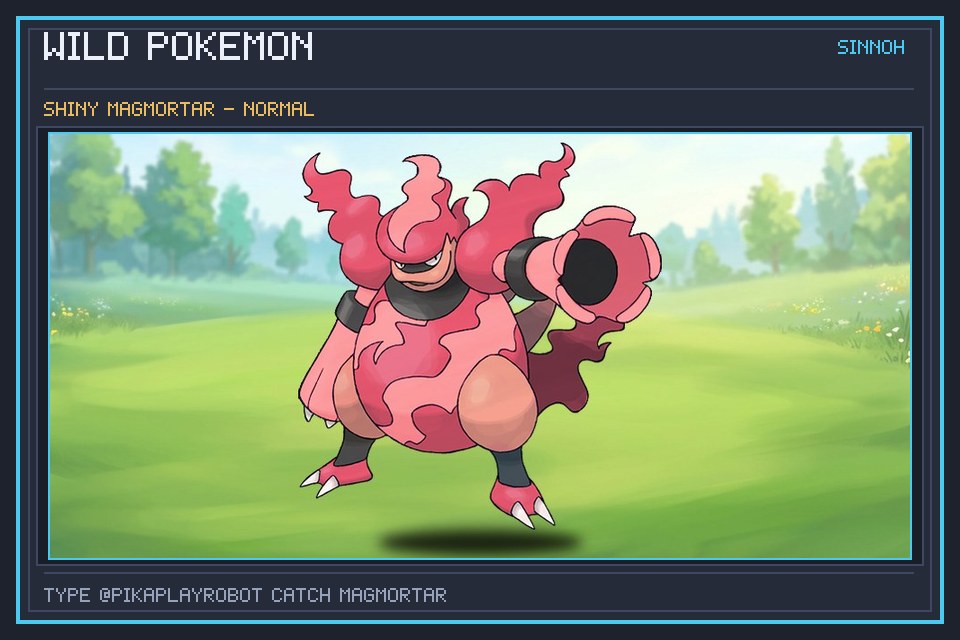 WILD POKEMON
SINNOH
SHINY MAGMORTAR - NORMAL
TYPE @PIKAPLAYROBOT CATCH MAGMORTAR